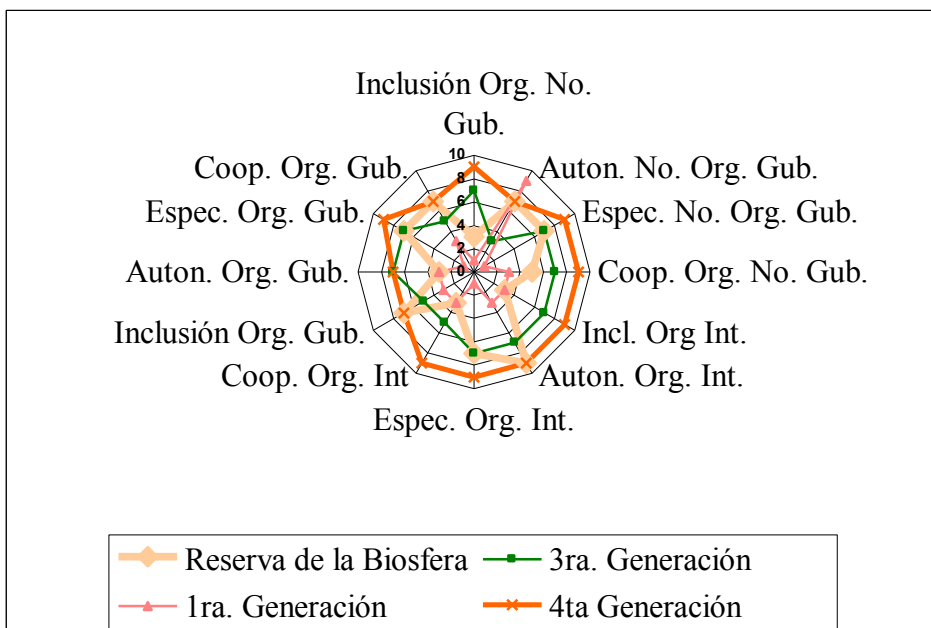 Inclusión Org. No.
Gub.
Coop. Org. Gub.
Auton. No. Org. Gub.
Espec. Org. Gub.
Espec. No. Org. Gub.
Auton. Org. Gub.
Coop. Org. No. Gub.
Inclusión Org. Gub.
Incl. Org Int.
Coop. Org. Int
Auton. Org. Int.
Espec. Org. Int.
10
8
6
4
2
0
Reserva de la Biosfera
3ra. Generación
1ra. Generación
4ta Generación